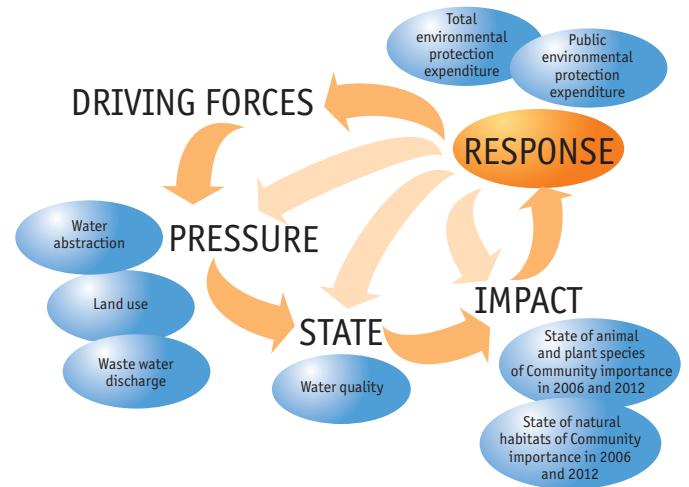 Total
environmental
protection
expenditure
Public
environmental
protection
expenditure
DRIVING FORCES
RESPONSE
Water
abstraction
PRESSURE
Land use
Waste water
discharge
STATE
Water quality
IMPACT
State of animal
and plant species
of Community importance
in 2006 and 2012
State of natural
habitats of Community
importance in 2006
and 2012